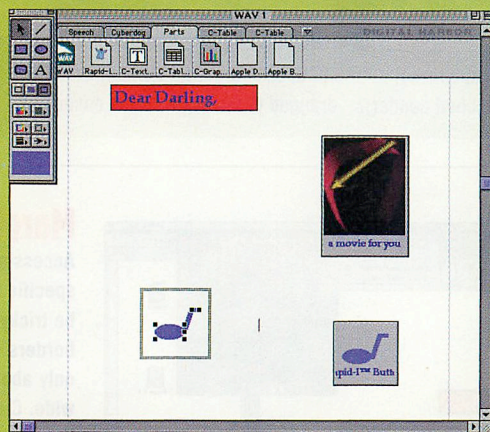 WAV 1
Speech Cyberdog Parts C-Table C-Table DIGITAL HARBOR
WAV Rapid-I... C-Text... C-Tabl... C-Grap... Apple D... Apple B...
A
T
Dear Darling,
a movie for you
pid-I™ Butt